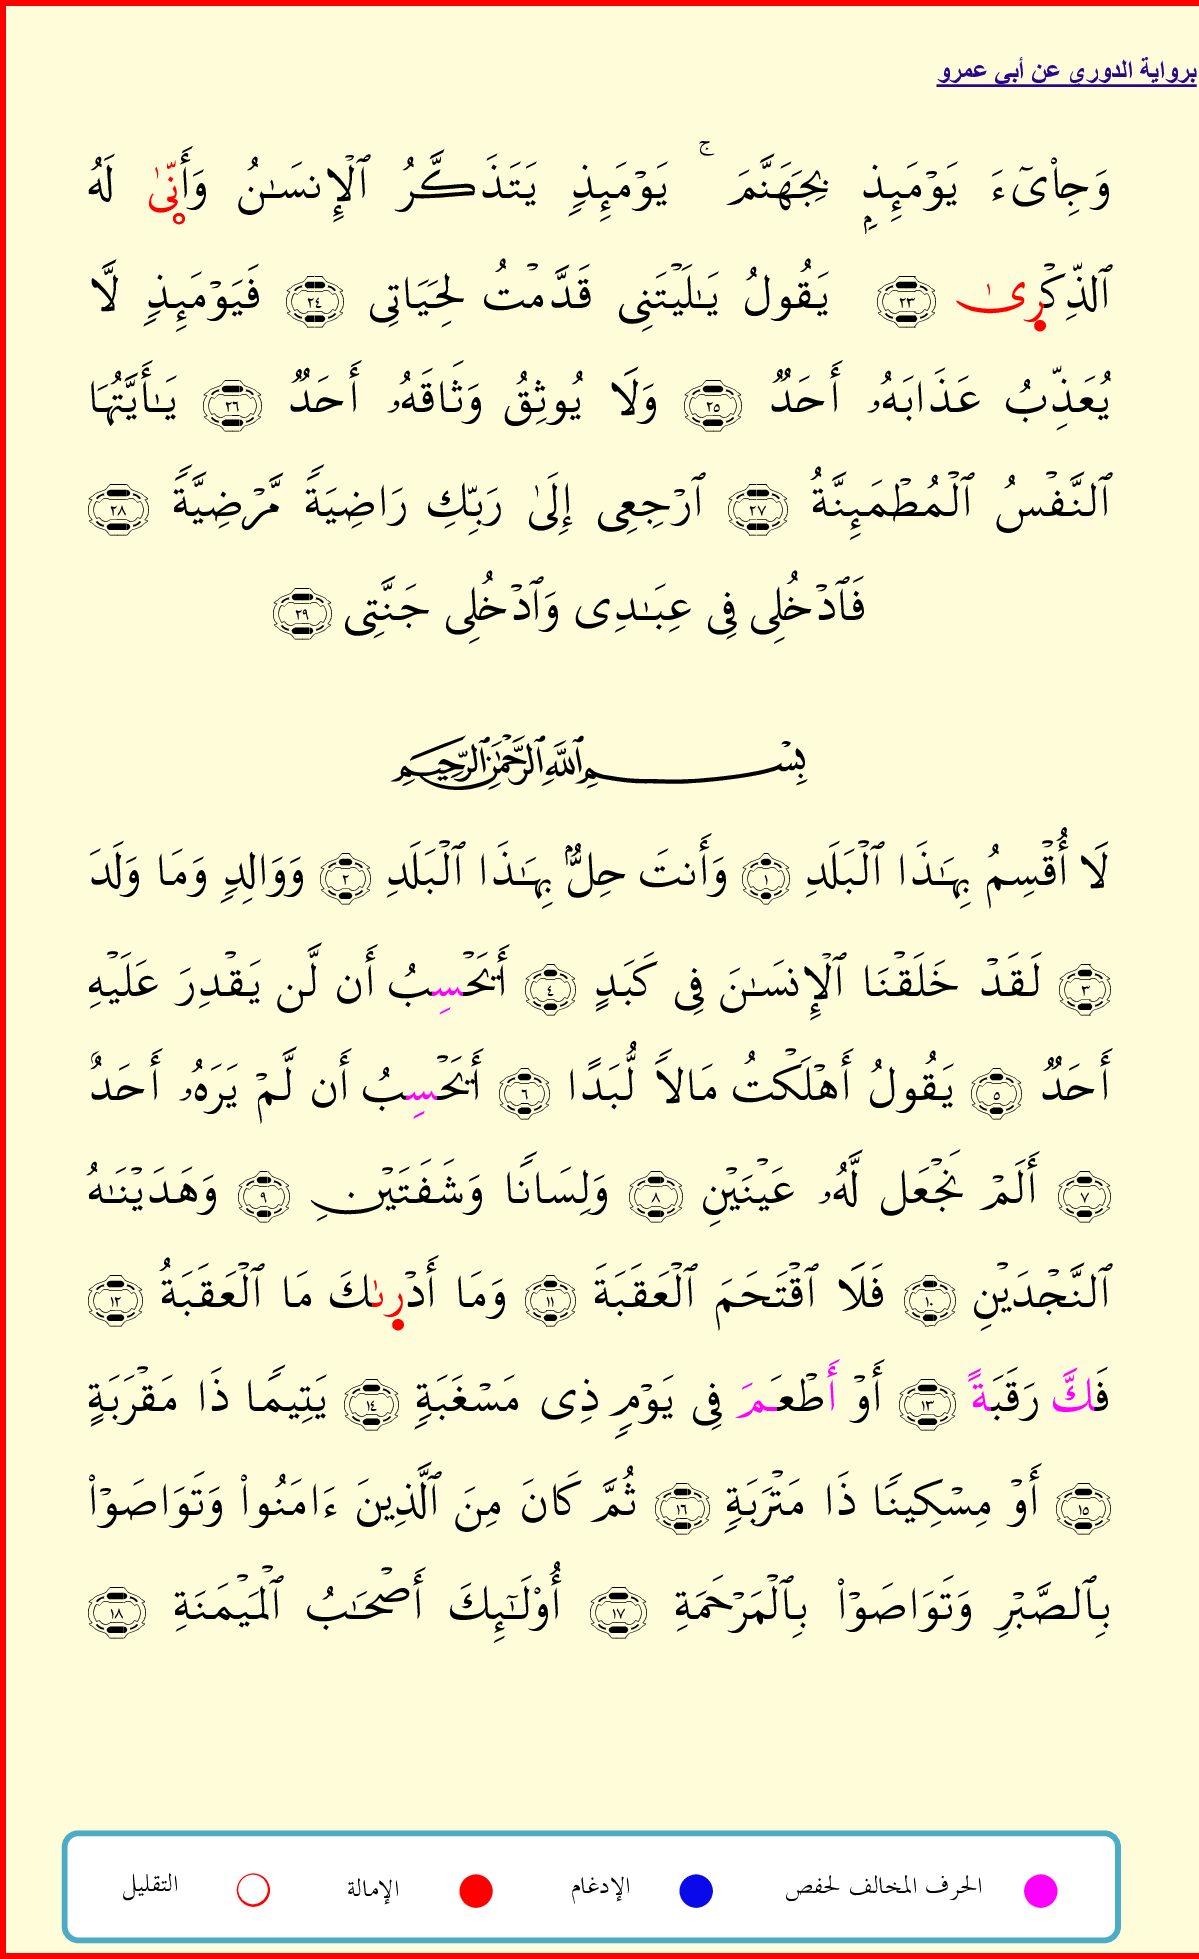 برواية الدوري عن أبي عمرو
وَجِاْىٓءَ يَوۡمَئِذِۭ بِجَهَنَّمَ ۚ يَوۡمَئِذٖ يَتَذَكَّرُ ٱلۡإِنسَـٰنُ وَأَنّۭىٰ لَهُ
ٱلذِّكۡرِىٰ ٢٣ يَقُولُ يَـٰلَيۡتَنِى قَدَّمۡتُ لِحَيَاتِى ٢٤ فَيَوۡمَئِذٖ لَّا
يُعَذِّبُ عَذَابَهُۥ أَحَدٞ ٢٥ وَلَا يُوثِقُ وَثَاقَهُۥ أَحَدٞ ٢٦ يَـٰٓأَيَّتُهَا
ٱلنَّفۡسُ ٱلۡمُطۡمَئِنَّةُ ٢٧ ٱرۡجِعِى إِلَىٰ رَبِّكِ رَاضِيَةٗ مَّرۡضِيَّةٗ ٢٨
فَٱدۡخُلِى فِى عِبَـٰدِى وَٱدۡخُلِى جَنَّتِى ٢٩
بِسۡمِ ٱللَّهِ ٱلرَّحۡمَـٰنِ ٱلرَّحِيمِ
لَا أُقۡسِمُ بِهَـٰذَا ٱلۡبَلَدِ ١ وَأَنتَ حِلُّۢ بِهَـٰذَا ٱلۡبَلَدِ ٢ وَوَالِدٖ وَمَا وَلَدَ
٣ لَقَدۡ خَلَقۡنَا ٱلۡإِنسَـٰنَ فِى كَبَدٍ ٤ أَيَحۡسِبُ أَن لَّن يَقۡدِرَ عَلَيۡهِ
أَحَدٞ ٥ يَقُولُ أَهۡلَكۡتُ مَالاٗ لُّبَدًا ٦ أَيَحۡسِبُ أَن لَّمۡ يَرَهُۥ أَحَدٌ
٧ أَلَمۡ نَجۡعَل لَّهُۥ عَيۡنَيۡنِ ٨ وَلِسَانٗا وَشَفَتَيۡنِ ٩ وَهَدَيۡنَـٰهُ
ٱلنَّجۡدَيۡنِ ١٠ فَلَا ٱقۡتَحَمَ ٱلۡعَقَبَةَ ١١ وَمَا أَدۡرِىٰكَ مَا ٱلۡعَقَبَةُ ١٢
فَكَّ رَقَبَةً ١٣ أَوۡ أَطۡعَمَ فِى يَوۡمٖ ذِى مَسۡغَبَةٖ ١٤ يَتِيمٗا ذَا مَقۡرَبَةٍ
١٥ أَوۡ مِسۡكِينٗا ذَا مَتۡرَبَةٖ ١٦ ثُمَّ كَانَ مِنَ ٱلَّذِينَ ءَامَنُواْ وَتَوَاصَوۡاْ
بِٱلصَّبۡرِ وَتَوَاصَوۡاْ بِٱلۡمَرۡحَمَةِ ١٧ أُوْلَـٰٓئِكَ أَصۡحَـٰبُ ٱلۡمَيۡمَنَةِ ١٨
الحرف المخالف لحفص الإدغام الإمالة التقليل